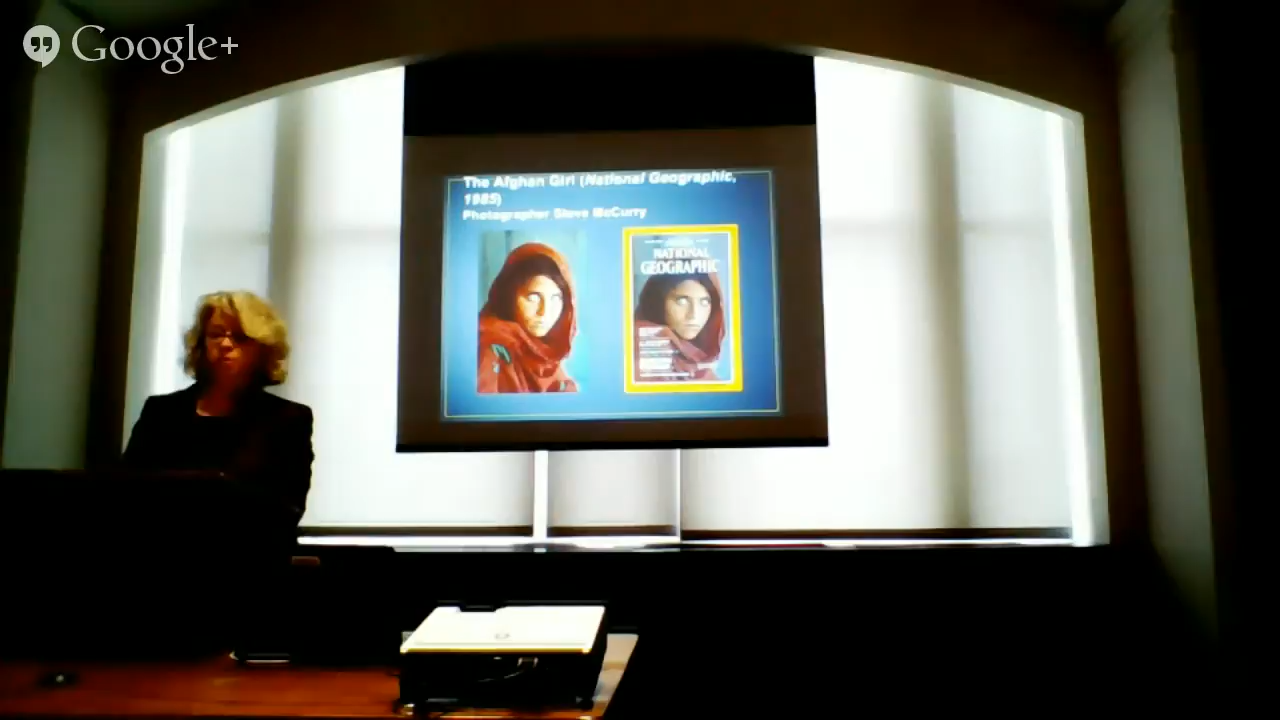 Google+
The Afghan Girl (National Geographic,
1985)
Photographer Steve McCurry
NATIONAL
GEOGRAPHIC